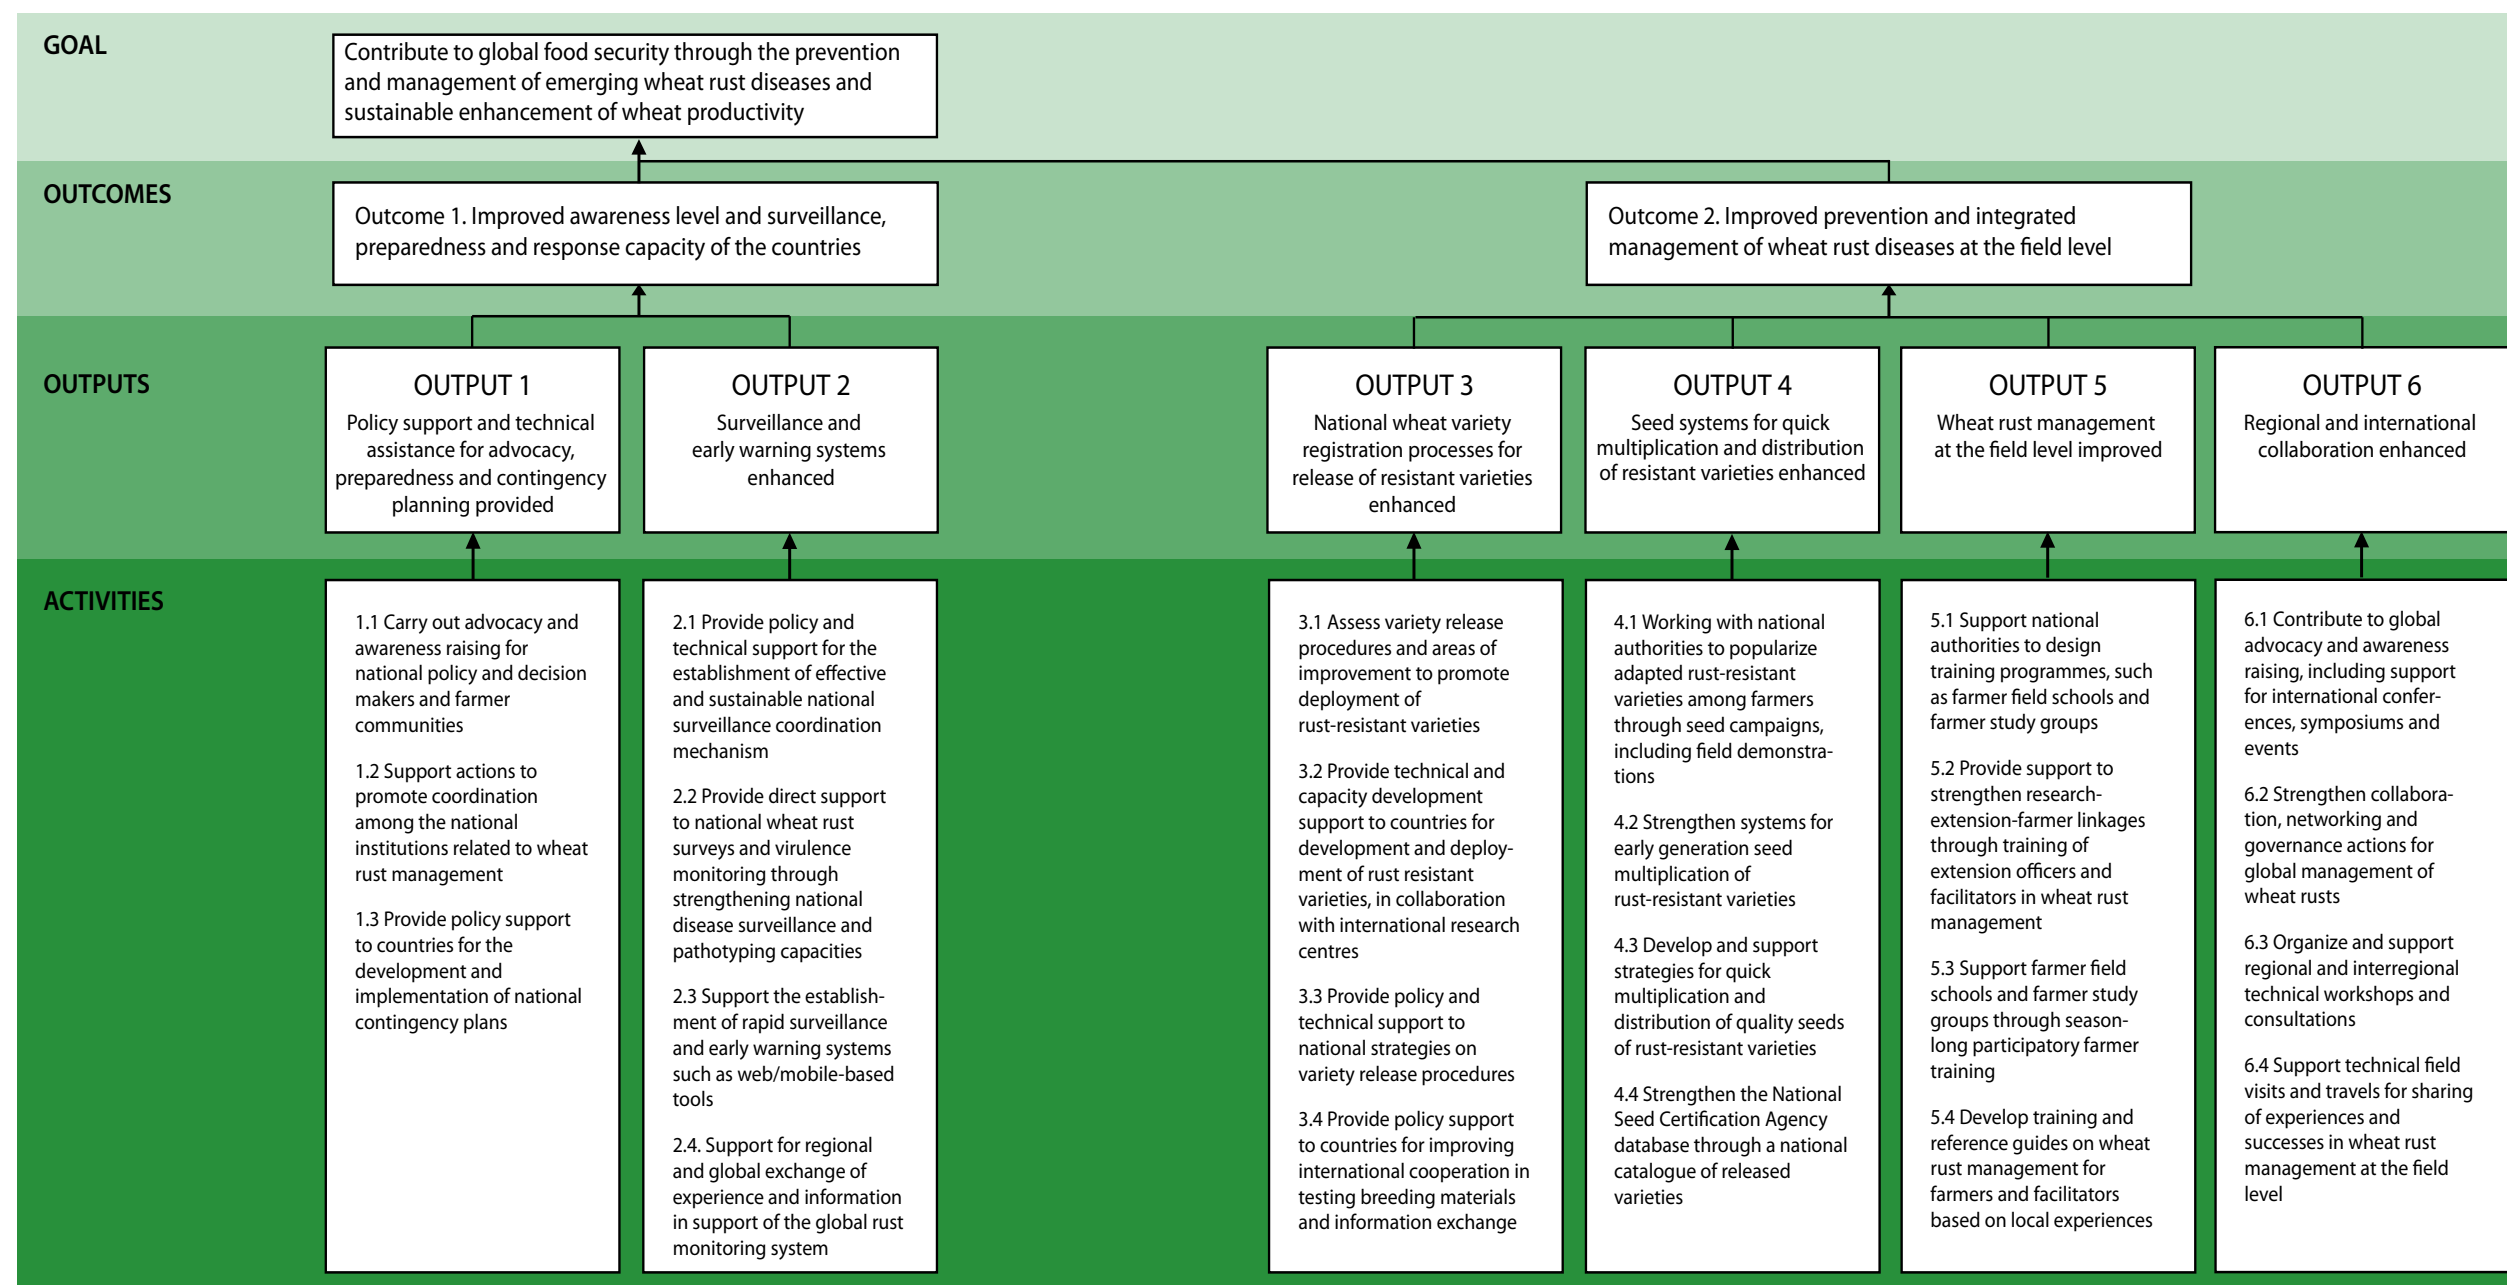 GOAL
Contribute to global food security through the prevention
and management of emerging wheat rust diseases and
sustainable enhancement of wheat productivity
OUTCOMES
Outcome 1. Improved awareness level and surveillance,
preparedness and response capacity of the countries
Outcome 2. Improved prevention and integrated
management of wheat rust diseases at the field level
OUTPUTS
OUTPUT 1
Policy support and technical
assistance for advocacy,
preparedness and contingency
planning provided
OUTPUT 2
Surveillance and
early warning systems
enhanced
OUTPUT 3
National wheat variety
registration processes for
release of resistant varieties
enhanced
OUTPUT 4
Seed systems for quick
multiplication and distribution
of resistant varieties enhanced
OUTPUT 5
Wheat rust management
at the field level improved
OUTPUT 6
Regional and international
collaboration enhanced
ACTIVITIES
1.1 Carry out advocacy and
awareness raising for
national policy and decision
makers and farmer
communities
1.2 Support actions to
promote coordination
among the national
institutions related to wheat
rust management
1.3 Provide policy support
to countries for the
development and
implementation of national
contingency plans
2.1 Provide policy and
technical support for the
establishment of effective
and sustainable national
surveillance coordination
mechanism
2.2 Provide direct support
to national wheat rust
surveys and virulence
monitoring through
strengthening national
disease surveillance and
pathotyping capacities
2.3 Support the establish-
ment of rapid surveillance
and early warning systems
such as web/mobile-based
tools
2.4. Support for regional
and global exchange of
experience and information
in support of the global rust
monitoring system
3.1 Assess variety release
procedures and areas of
improvement to promote
deployment of
rust-resistant varieties
3.2 Provide technical and
capacity development
support to countries for
development and deploy-
ment of rust resistant
varieties, in collaboration
with international research
centres
3.3 Provide policy and
technical support to
national strategies on
variety release procedures
3.4 Provide policy support
to countries for improving
international cooperation in
testing breeding materials
and information exchange
4.1 Working with national
authorities to popularize
adapted rust-resistant
varieties among farmers
through seed campaigns,
including field demonstra-
tions
4.2 Strengthen systems for
early generation seed
multiplication of
rust-resistant varieties
4.3 Develop and support
strategies for quick
multiplication and
distribution of quality seeds
of rust-resistant varieties
4.4 Strengthen the National
Seed Certification Agency
database through a national
catalogue of released
varieties
5.1 Support national
authorities to design
training programmes, such
as farmer field schools and
farmer study groups
5.2 Provide support to
strengthen research-
extension-farmer linkages
through training of
extension officers and
facilitators in wheat rust
management
5.3 Support farmer field
schools and farmer study
groups through season-
long participatory farmer
training
5.4 Develop training and
reference guides on wheat
rust management for
farmers and facilitators
based on local experiences
6.1 Contribute to global
advocacy and awareness
raising, including support
for international confer-
ences, symposiums and
events
6.2 Strengthen collabora-
tion, networking and
governance actions for
global management of
wheat rusts
6.3 Organize and support
regional and interregional
technical workshops and
consultations
6.4 Support technical field
visits and travels for sharing
of experiences and
successes in wheat rust
management at the field
level